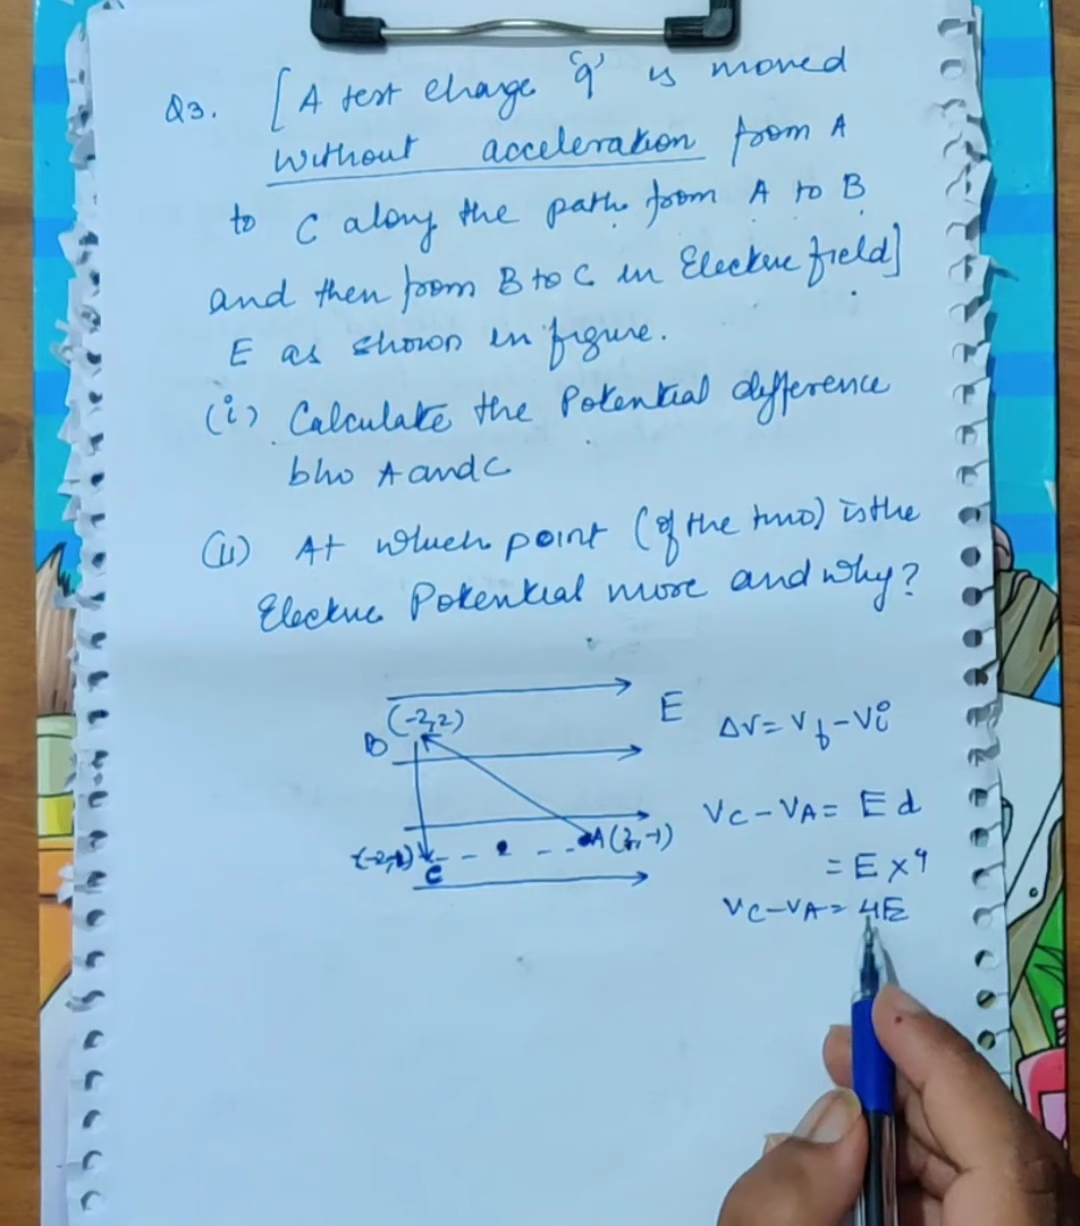 Q3. [A test charge 'q' is moved
without acceleration from A
to C along the path from A to B
and then from B to C in Electric field]
E as shown in figure.
(i) Calculate the Potential difference
b/w A and C
(ii) At which point (of the two) is the
Electric Potential more and why?
E
(-2,2)
B
ΔV = Vf - Vi
VC - VA = Ed
A (2,-1)
C
= E × 4
VC - VA = 4E